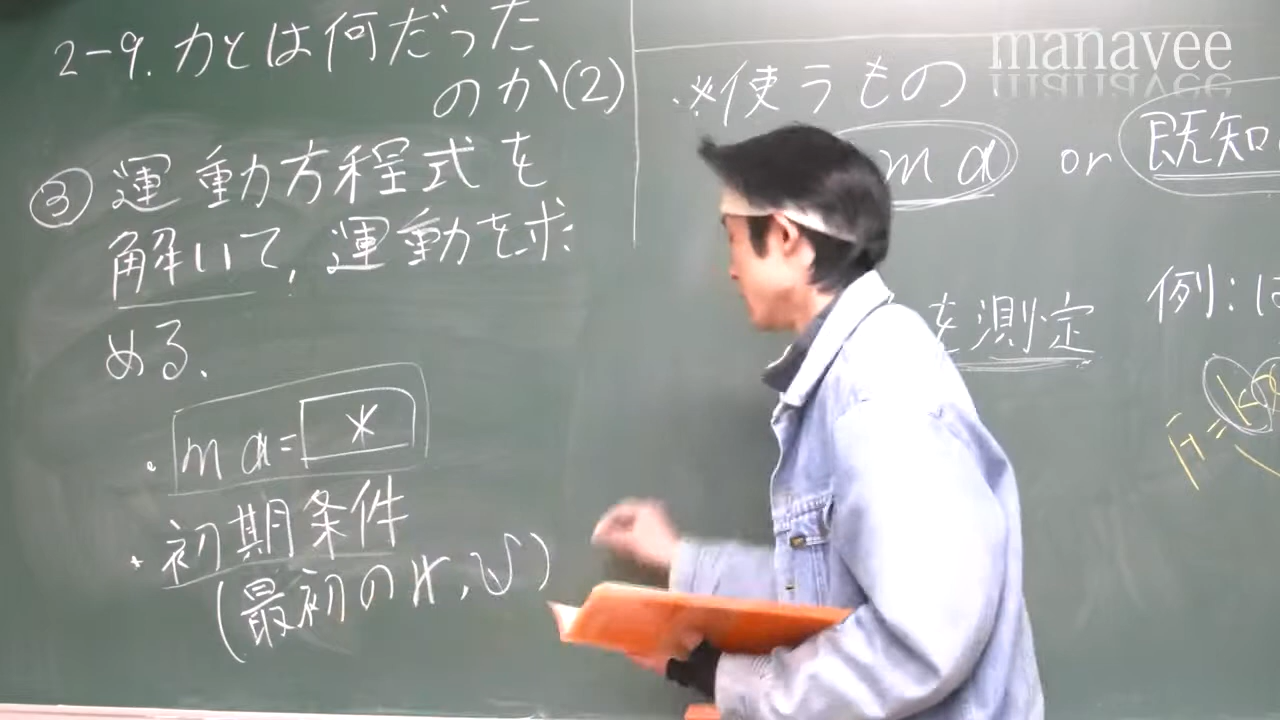 2-9. 力とは何だった
のか(2)
③ 運動方程式を
解いて, 運動を求
める.
・ma=*
・初期条件
(最初のr, v)
manavee
※使うもの
ma or 既知
を測定
例:
F=k